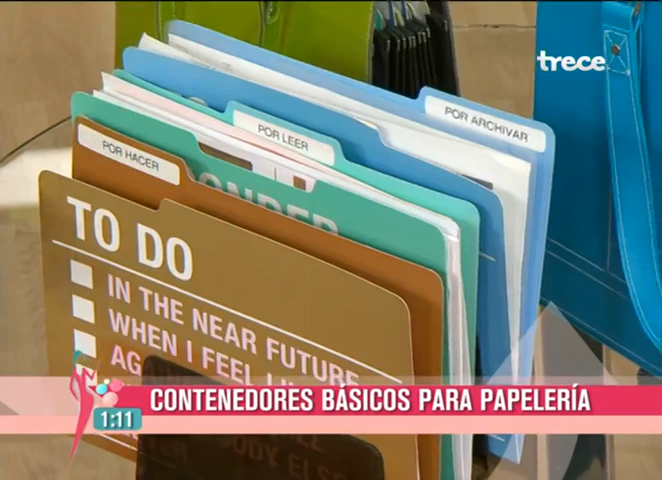 trece
POR ARCHIVAR
POR LEER
POR HACER
TO DO
IN THE NEAR FUTURE
WHEN I FEEL
CONTENEDORES BÁSICOS PARA PAPELERÍA
1:11